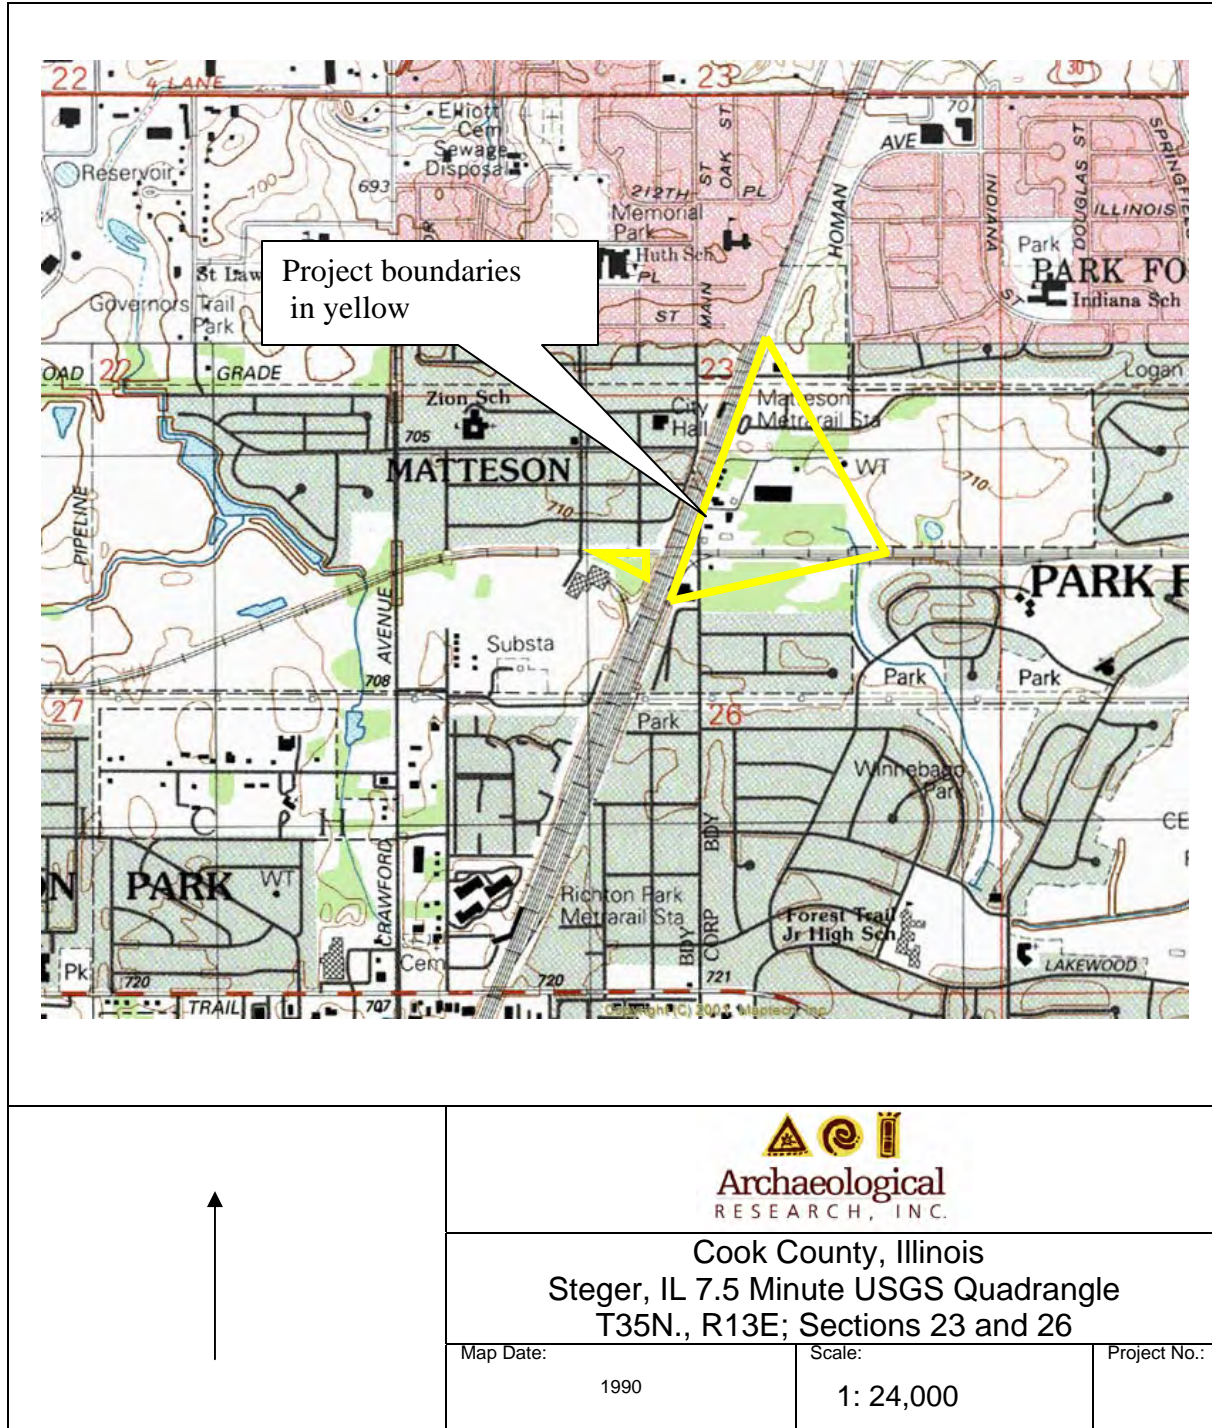 22
4 LANE
23
30
Elliott
Cem
Sewage
Disposal
701
AVE
OAK ST
ST
DOUGLAS ST
SPRINGFIEL
Reservoir
700
693
212TH
PL
INDIANA
ILLINOIS
Memorial
Park
HOMAN
Project boundaries
in yellow
St Law
Huth Sch
PL
Park
PARK FO
Governors Trail
Park
ST
MAIN
ST
Indiana Sch
OAD
22
GRADE
23
Logan
Zion Sch
City
Hall
Matteson
Metrarail Sta
705
MATTESON
WT
710
710
PIPELINE
PARK F
AVENUE
Substa
708
Park
Park
27
Park
26
Winnebago
Park
C
H
BDY
CE
N
PARK
WT
CRAWFORD
Richton Park
Metrarail Sta
CORP
BDY
Forest Trail
Jr High Sch
Cem
Pk
720
720
721
LAKEWOOD
TRAIL
707
Copyright (C) 2001, Maptech, Inc.
Archaeological
RESEARCH, INC.
Cook County, Illinois
Steger, IL 7.5 Minute USGS Quadrangle
T35N., R13E; Sections 23 and 26
Map Date:
Scale:
Project No.:
1990
1: 24,000